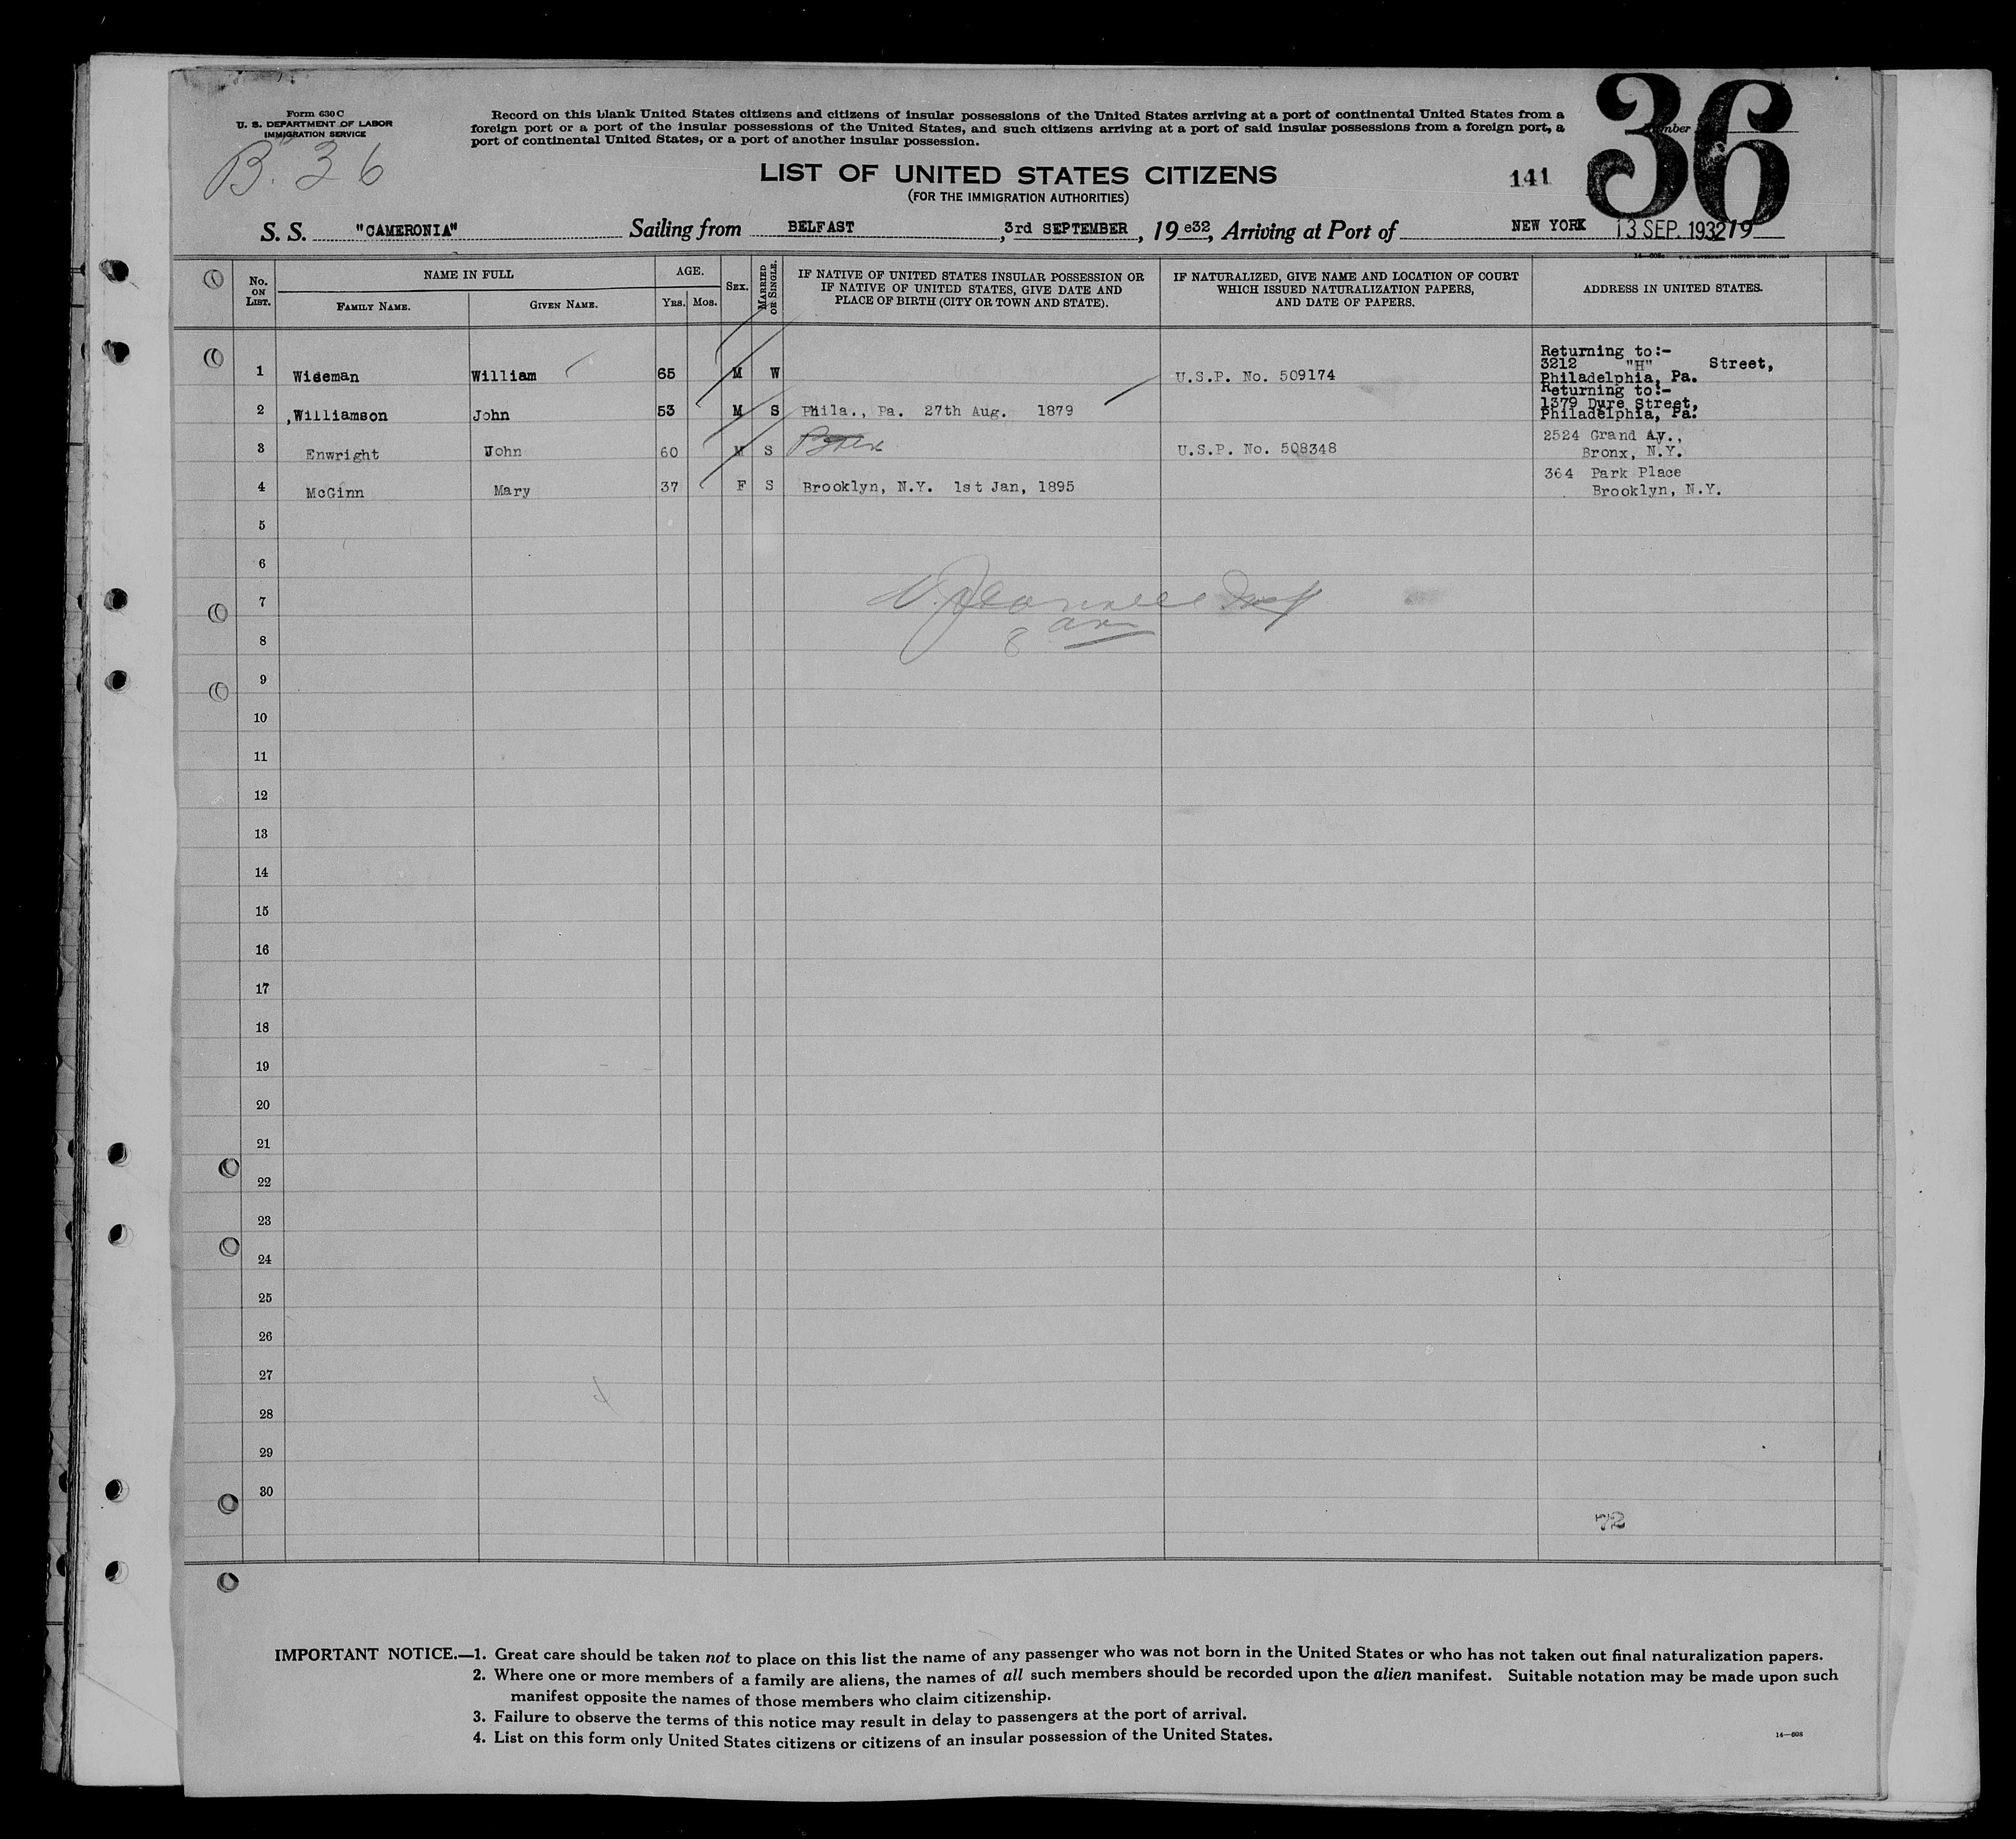 Form 630 C
U. S. DEPARTMENT OF LABOR
IMMIGRATION SERVICE
B. 36
Record on this blank United States citizens and citizens of insular possessions of the United States arriving at a port of continental United States from a
foreign port or a port of the insular possessions of the United States, and such citizens arriving at a port of said insular possessions from a foreign port, a
port of continental United States, or a port of another insular possession.
36
LIST OF UNITED STATES CITIZENS
(FOR THE IMMIGRATION AUTHORITIES)
141
S. S. "CAMERONIA" Sailing from BELFAST, 3rd SEPTEMBER, 19 e32, Arriving at Port of NEW YORK 13 SEP. 1932 19
No. ON LIST.
NAME IN FULL
FAMILY NAME. GIVEN NAME.
AGE.
YRS. MOS.
SEX.
MARRIED OR SINGLE.
IF NATIVE OF UNITED STATES INSULAR POSSESSION OR
IF NATIVE OF UNITED STATES, GIVE DATE AND
PLACE OF BIRTH (CITY OR TOWN AND STATE).
IF NATURALIZED, GIVE NAME AND LOCATION OF COURT
WHICH ISSUED NATURALIZATION PAPERS,
AND DATE OF PAPERS.
ADDRESS IN UNITED STATES.
1 Wideman William 65 M W U.S.P. No. 509174
Returning to:-
3212 "H" Street,
Philadelphia, Pa.
2 ,Williamson John 53 M S Phila., Pa. 27th Aug. 1879
Returning to:-
1379 Dyre Street,
Philadelphia, Pa.
3 Enwright John 60 M S U.S.P. No. 508348
2524 Grand Av.,
Bronx, N.Y.
4 McGinn Mary 37 F S Brooklyn, N.Y. 1st Jan, 1895
364 Park Place
Brooklyn, N.Y.
5
6
7
8
9
10
11
12
13
14
15
16
17
18
19
20
21
22
23
24
25
26
27
28
29
30
72
IMPORTANT NOTICE.—1. Great care should be taken not to place on this list the name of any passenger who was not born in the United States or who has not taken out final naturalization papers.
2. Where one or more members of a family are aliens, the names of all such members should be recorded upon the alien manifest. Suitable notation may be made upon such
manifest opposite the names of those members who claim citizenship.
3. Failure to observe the terms of this notice may result in delay to passengers at the port of arrival.
4. List on this form only United States citizens or citizens of an insular possession of the United States.
14—608